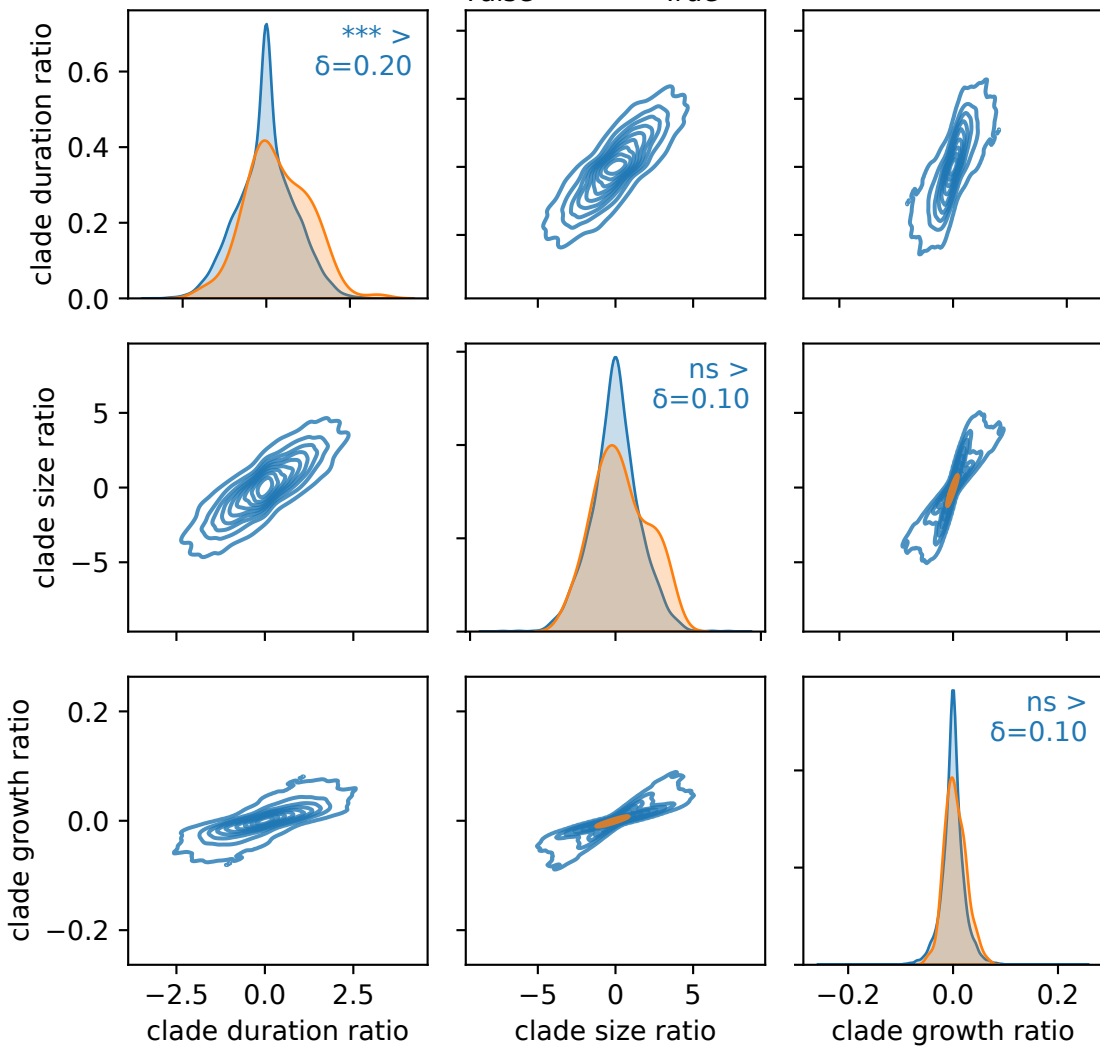 clade duration ratio
0.6
0.4
0.2
0.0
*** >
δ=0.20
clade size ratio
5
0
−5
ns >
δ=0.10
clade growth ratio
0.2
0.0
−0.2
ns >
δ=0.10
−2.5 0.0 2.5
−5 0 5
−0.2 0.0 0.2
clade duration ratio
clade size ratio
clade growth ratio